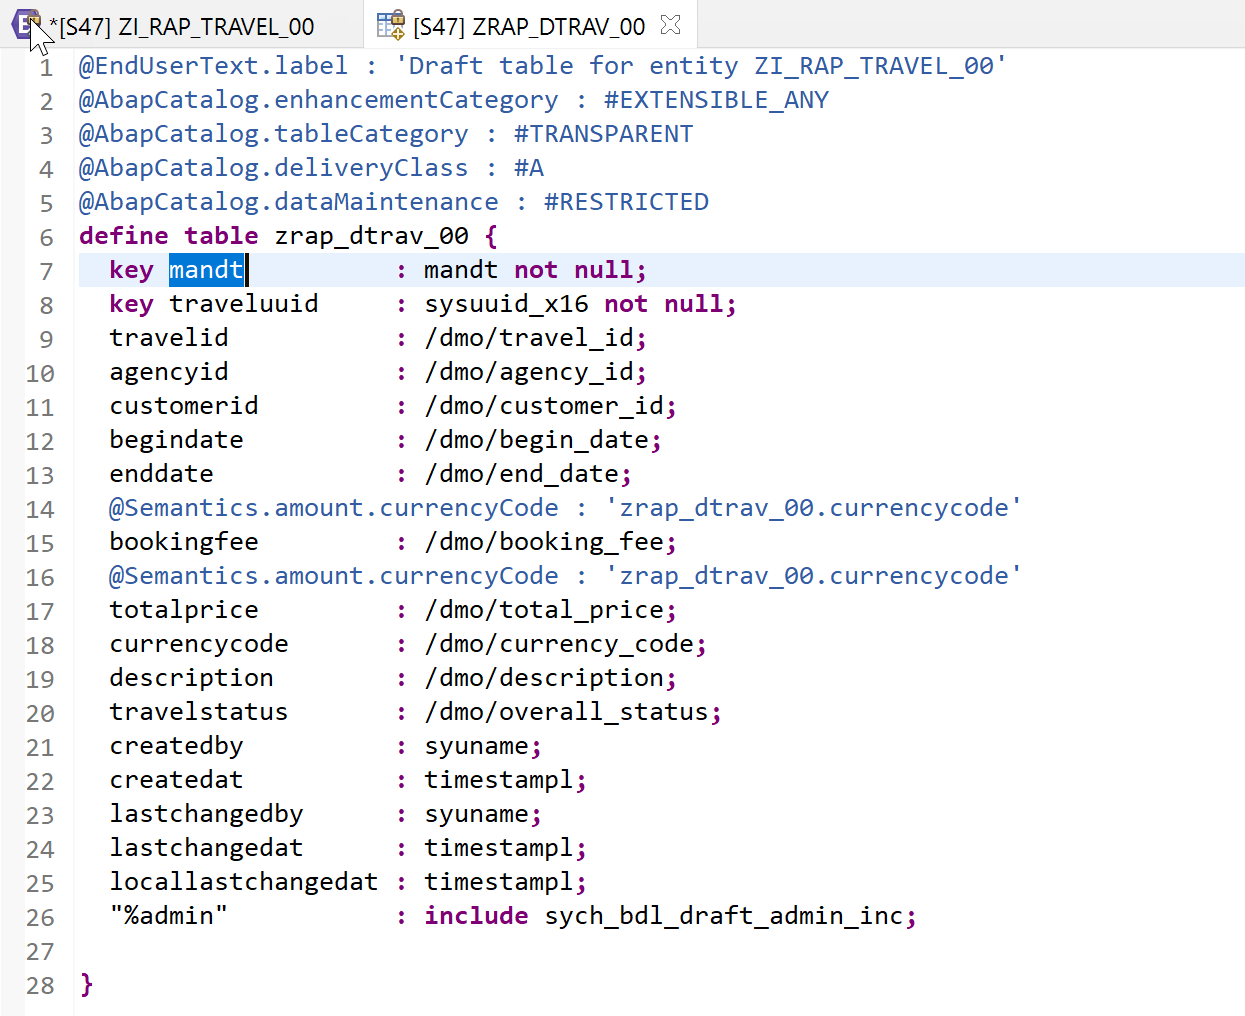 *[S47] ZI_RAP_TRAVEL_00 [S47] ZRAP_DTRAV_00
1 @EndUserText.label : 'Draft table for entity ZI_RAP_TRAVEL_00'
2 @AbapCatalog.enhancementCategory : #EXTENSIBLE_ANY
3 @AbapCatalog.tableCategory : #TRANSPARENT
4 @AbapCatalog.deliveryClass : #A
5 @AbapCatalog.dataMaintenance : #RESTRICTED
6 define table zrap_dtrav_00 {
7 key mandt : mandt not null;
8 key traveluuid : sysuuid_x16 not null;
9 travelid : /dmo/travel_id;
10 agencyid : /dmo/agency_id;
11 customerid : /dmo/customer_id;
12 begindate : /dmo/begin_date;
13 enddate : /dmo/end_date;
14 @Semantics.amount.currencyCode : 'zrap_dtrav_00.currencycode'
15 bookingfee : /dmo/booking_fee;
16 @Semantics.amount.currencyCode : 'zrap_dtrav_00.currencycode'
17 totalprice : /dmo/total_price;
18 currencycode : /dmo/currency_code;
19 description : /dmo/description;
20 travelstatus : /dmo/overall_status;
21 createdby : syuname;
22 createdat : timestampl;
23 lastchangedby : syuname;
24 lastchangedat : timestampl;
25 locallastchangedat : timestampl;
26 "%admin" : include sych_bdl_draft_admin_inc;
27
28 }